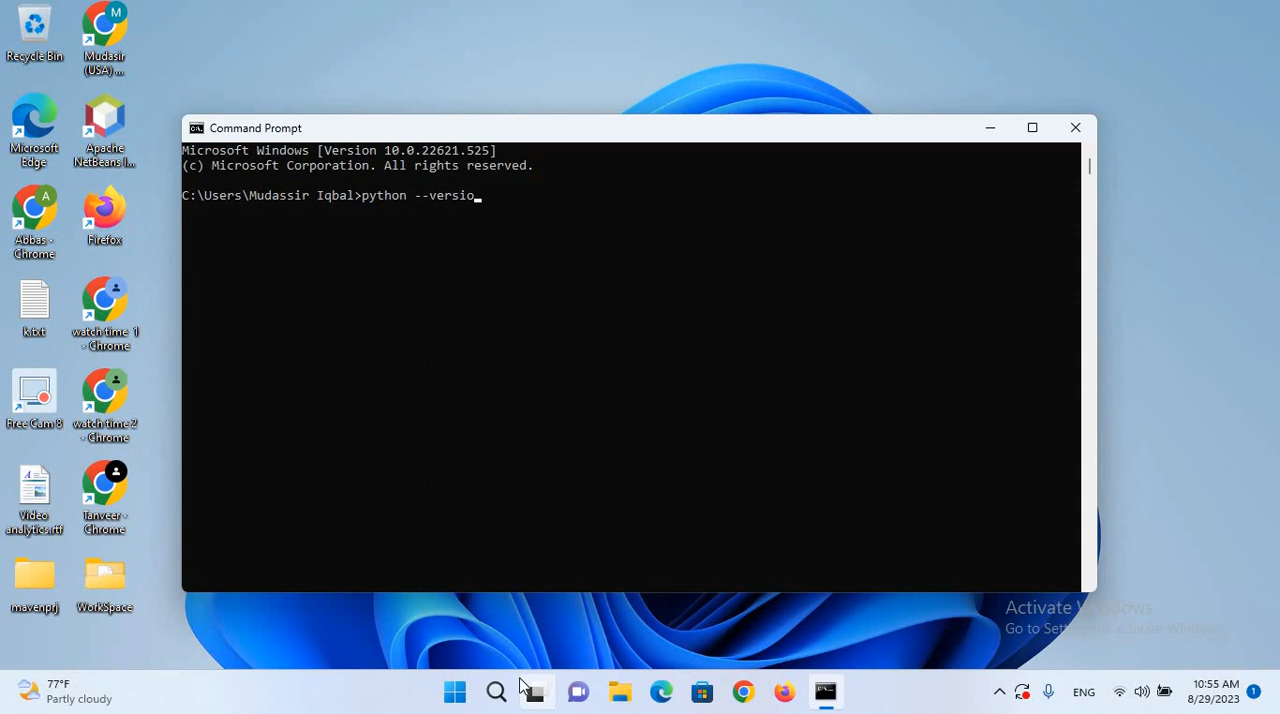 Recycle Bin
Mudasir
(USA) ...
Microsoft
Edge
Apache
NetBeans I...
Abbas -
Chrome
Firefox
k.txt
watch time 1
- Chrome
Free Cam 8
watch time 2
- Chrome
Video
analytics.rtf
Tanveer -
Chrome
mavenprj
WorkSpace
M
A
Command Prompt
Microsoft Windows [Version 10.0.22621.525]
(c) Microsoft Corporation. All rights reserved.
C:\Users\Mudassir Iqbal>python --versio
Activate Windows
Go to Settings to activate Windows.
77°F
Partly cloudy
ENG
10:55 AM
8/29/2023
1